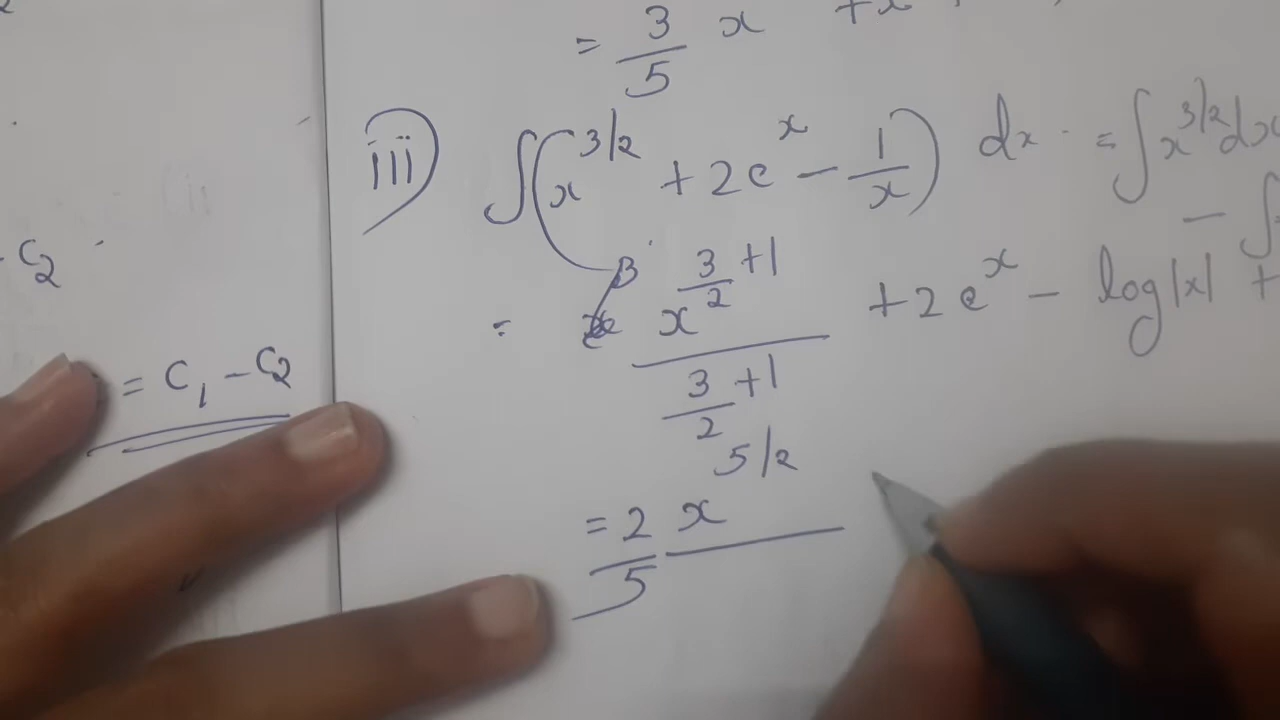 - C2
= C1 - C2
= 3/5 x + x
iii) ∫(x^3/2 + 2e^x - 1/x) dx = ∫x^3/2 dx
- ∫
= x^(3/2 + 1) / (3/2 + 1) + 2e^x - log|x| +
= 2/5 x^5/2